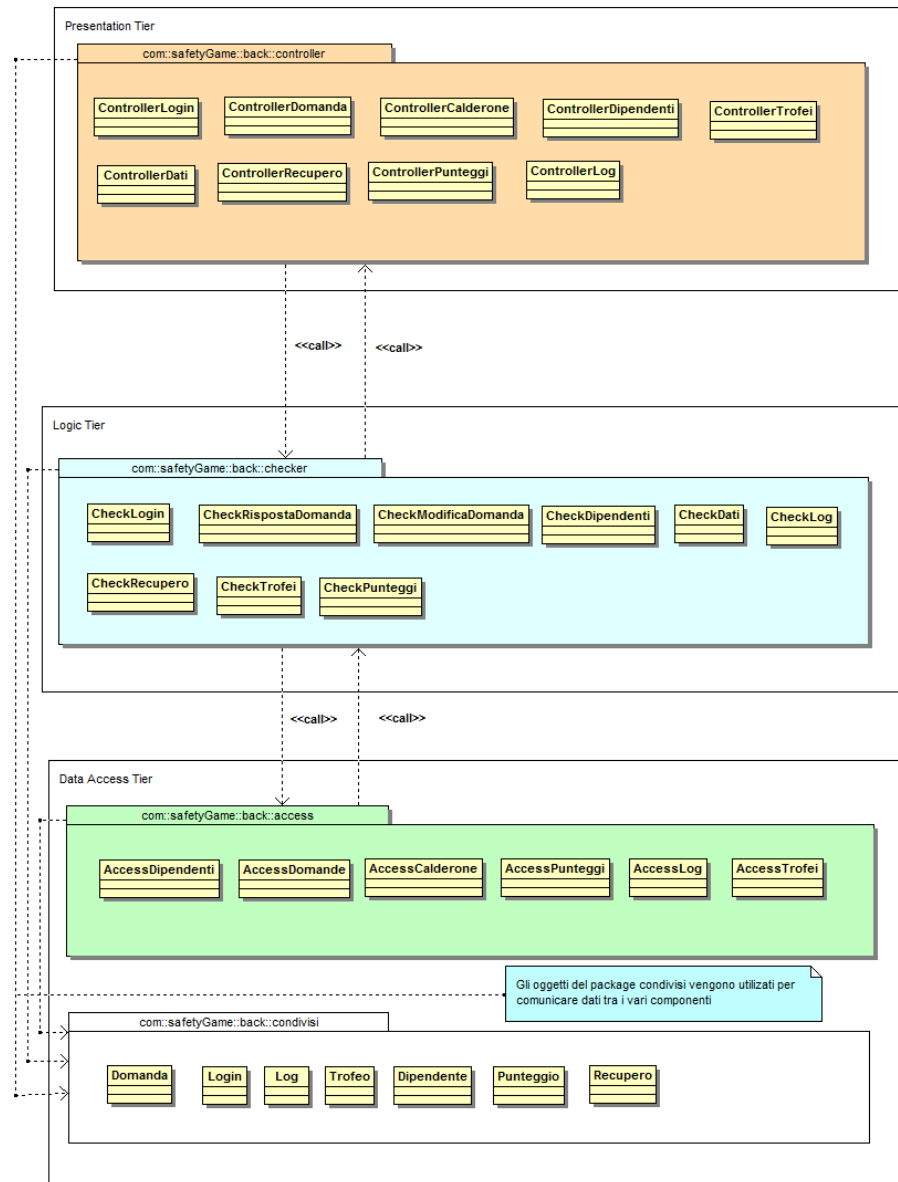 Presentation Tier
com::safetyGame::back::controller
ControllerLogin
ControllerDomanda
ControllerCalderone
ControllerDipendenti
ControllerTrofei
ControllerDati
ControllerRecupero
ControllerPunteggi
ControllerLog
<<call>>
<<call>>
Logic Tier
com::safetyGame::back::checker
CheckLogin
CheckRispostaDomanda
CheckModificaDomanda
CheckDipendenti
CheckDati
CheckLog
CheckRecupero
CheckTrofei
CheckPunteggi
<<call>>
<<call>>
Data Access Tier
com::safetyGame::back::access
AccessDipendenti
AccessDomande
AccessCalderone
AccessPunteggi
AccessLog
AccessTrofei
Gli oggetti del package condivisi vengono utilizati per
comunicare dati tra i vari componenti
com::safetyGame::back::condivisi
Domanda
Login
Log
Trofeo
Dipendente
Punteggio
Recupero